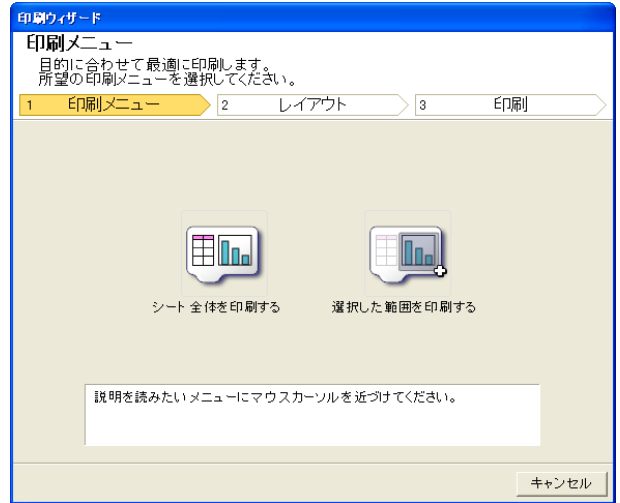 印刷ウィザード
印刷メニュー
目的に合わせて最適に印刷します。
所望の印刷メニューを選択してください。
1 印刷メニュー 2 レイアウト 3 印刷
シート全体を印刷する 選択した範囲を印刷する
説明を読みたいメニューにマウスカーソルを近づけてください。
キャンセル